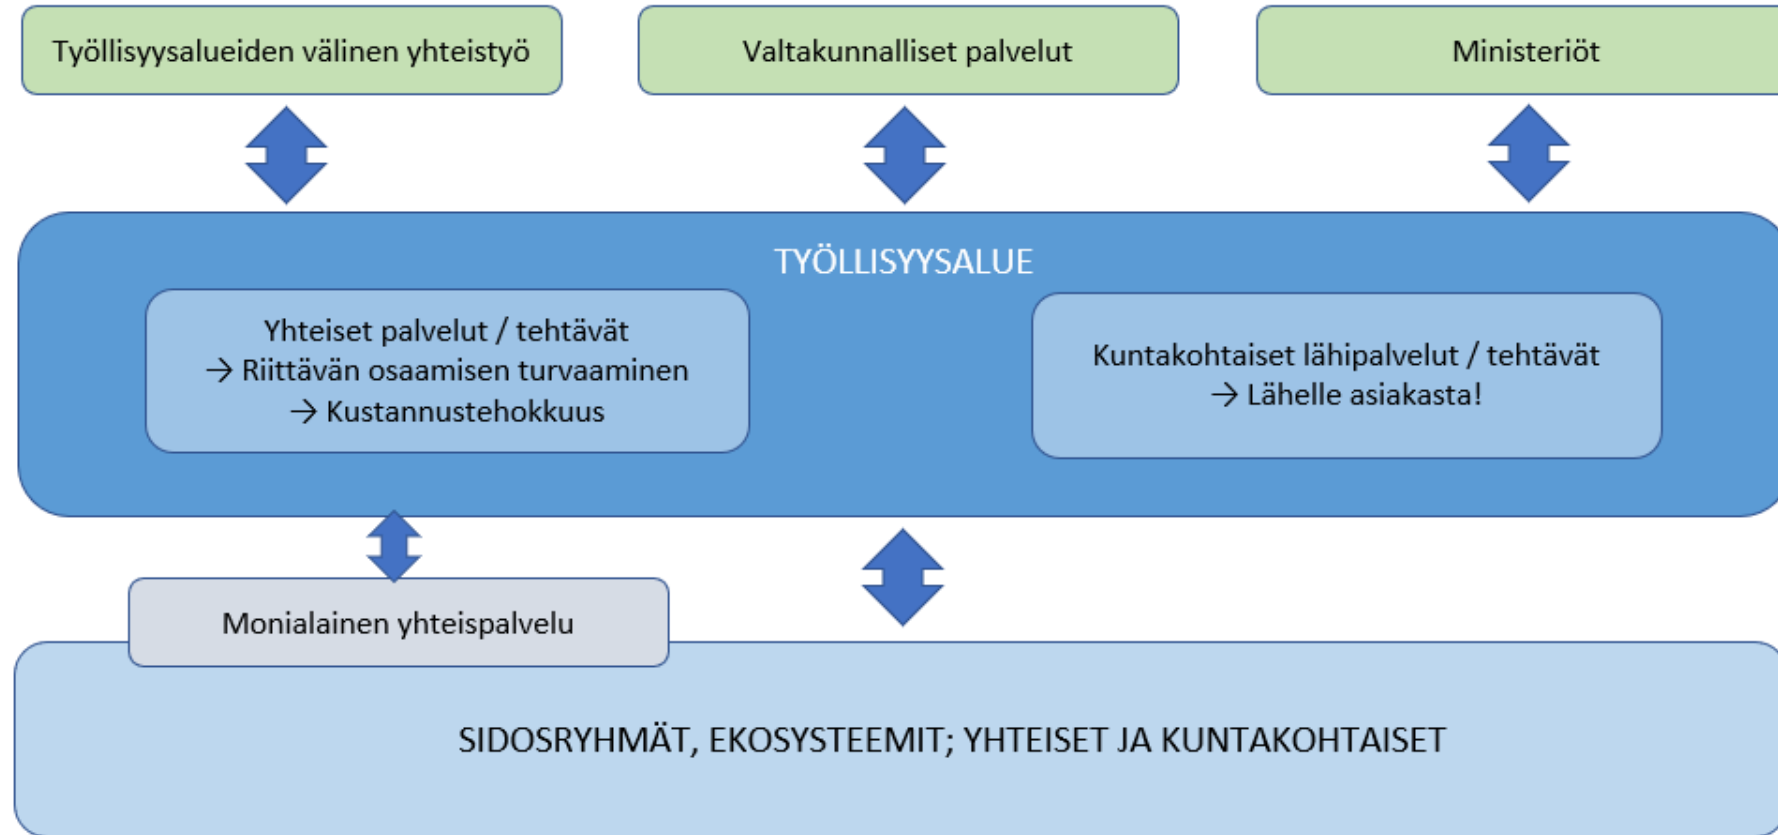 Työllisyysalueiden välinen yhteistyö
Valtakunnalliset palvelut
Ministeriöt
TYÖLLISYYSALUE
Yhteiset palvelut / tehtävät
→ Riittävän osaamisen turvaaminen
→ Kustannustehokkuus
Kuntakohtaiset lähipalvelut / tehtävät
→ Lähelle asiakasta!
Monialainen yhteispalvelu
SIDOSRYHMÄT, EKOSYSTEEMIT; YHTEISET JA KUNTAKOHTAISET